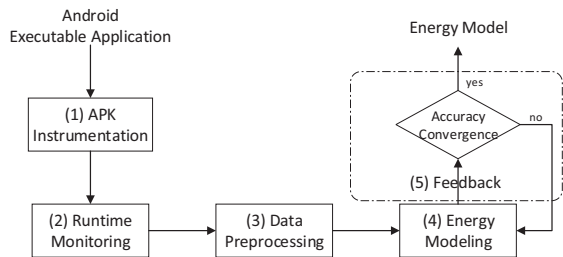 Android
Executable Application
(1) APK
Instrumentation
(2) Runtime
Monitoring
(3) Data
Preprocessing
(4) Energy
Modeling
(5) Feedback
Accuracy
Convergence
yes
no
Energy Model